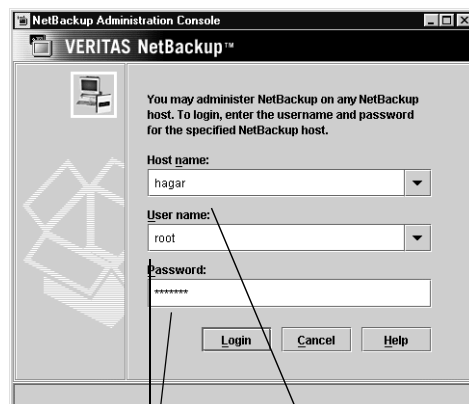 NetBackup Administration Console
VERITAS NetBackup™
You may administer NetBackup on any NetBackup
host. To login, enter the username and password
for the specified NetBackup host.
Host name:
hagar
User name:
root
Password:
*******
Login Cancel Help